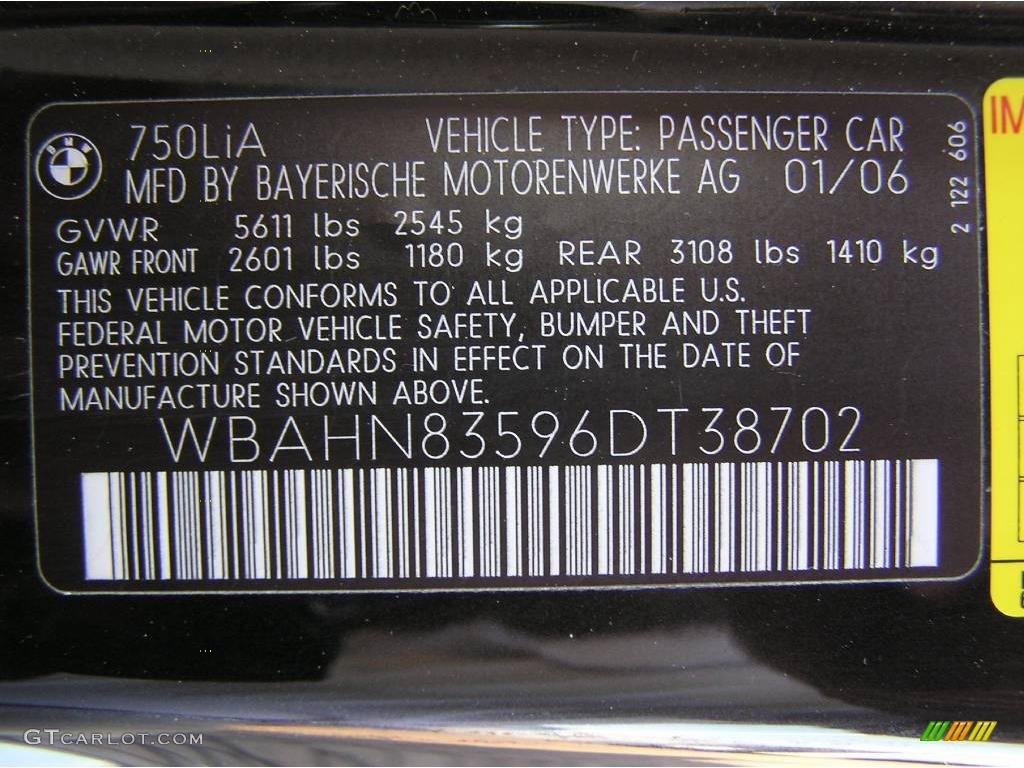 BMW
750LiA VEHICLE TYPE: PASSENGER CAR
MFD BY BAYERISCHE MOTORENWERKE AG 01/06
GVWR 5611 lbs 2545 kg
GAWR FRONT 2601 lbs 1180 kg REAR 3108 lbs 1410 kg
THIS VEHICLE CONFORMS TO ALL APPLICABLE U.S.
FEDERAL MOTOR VEHICLE SAFETY, BUMPER AND THEFT
PREVENTION STANDARDS IN EFFECT ON THE DATE OF
MANUFACTURE SHOWN ABOVE.
WBAHN83596DT38702
2 122 606
IM
GTCARLOT.COM